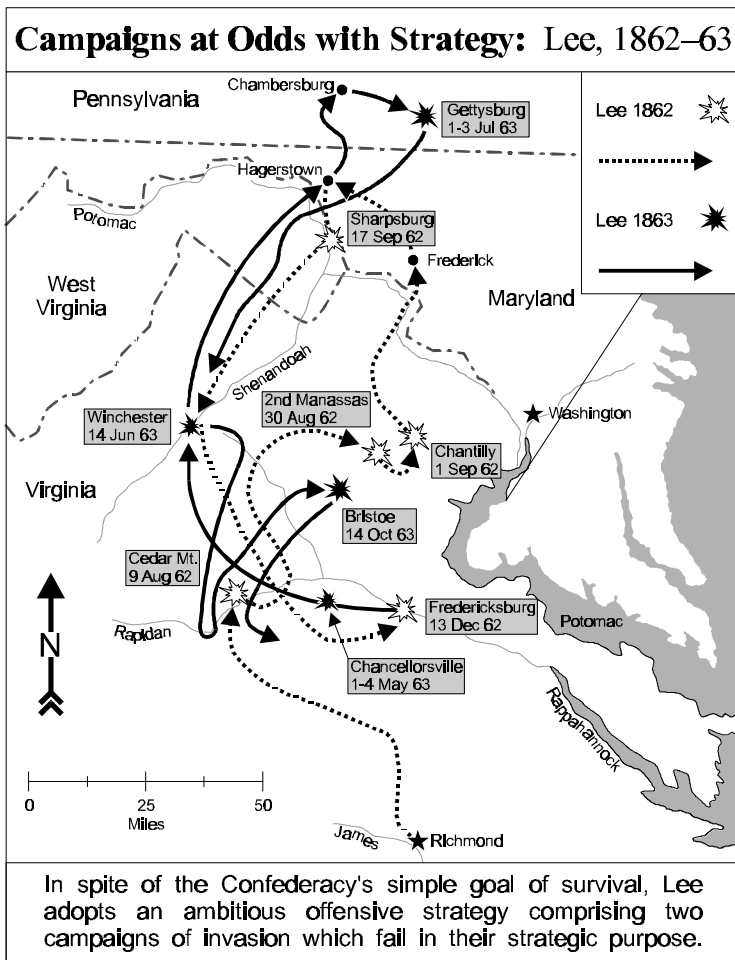 Campaigns at Odds with Strategy: Lee, 1862–63
Chambersburg
Pennsylvania
Gettysburg
1-3 Jul 63
Lee 1862
Lee 1863
Hagerstown
Potomac
Sharpsburg
17 Sep 62
Frederick
West
Virginia
Maryland
Shenandoah
2nd Manassas
30 Aug 62
Washington
Winchester
14 Jun 63
Chantilly
1 Sep 62
Virginia
Bristoe
14 Oct 63
Cedar Mt.
9 Aug 62
Fredericksburg
13 Dec 62
Potomac
Rapidan
N
Chancellorsville
1-4 May 63
Rappahannock
0 25 50
Miles
James
Richmond
In spite of the Confederacy's simple goal of survival, Lee
adopts an ambitious offensive strategy comprising two
campaigns of invasion which fail in their strategic purpose.